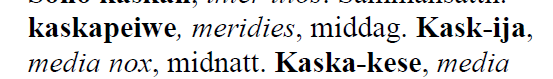 kaskapeiwe, meridies, middag. Kask-ija,
media nox, midnatt. Kaska-kese, media